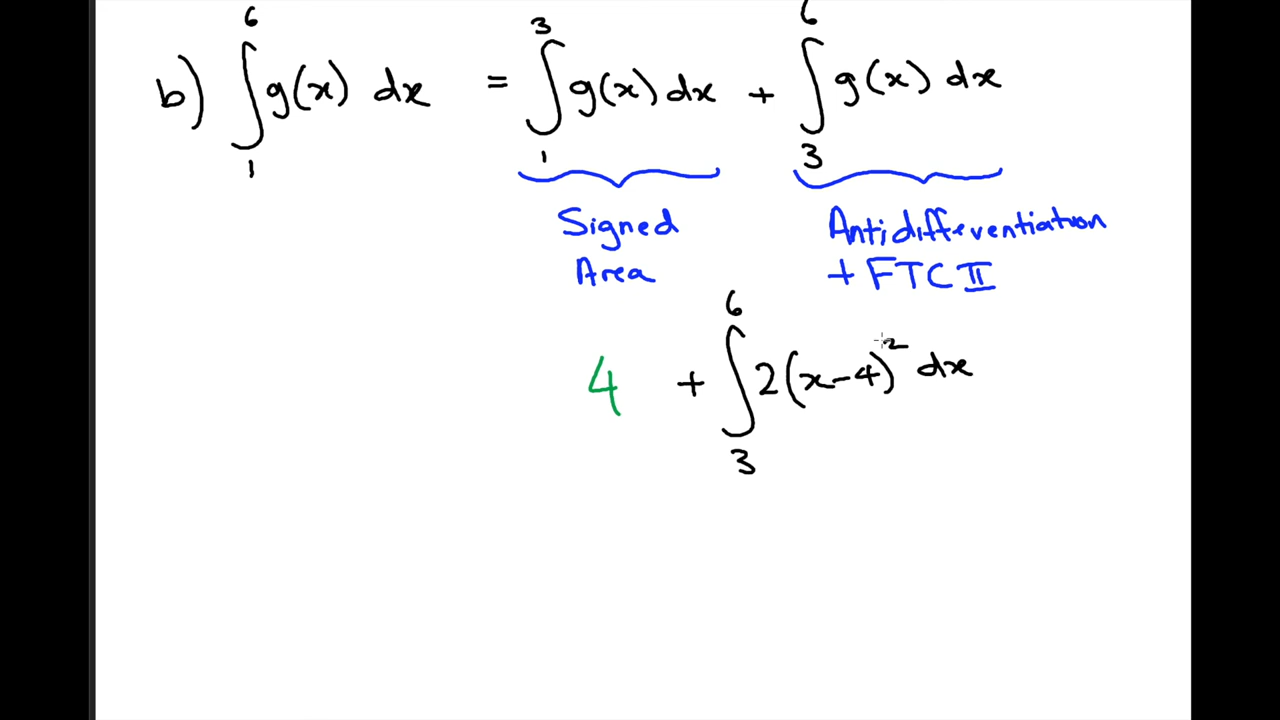 b) ∫₁⁶ g(x) dx = ∫₁³ g(x) dx + ∫₃⁶ g(x) dx
Signed Antidifferentiation
Area + FTC II
4 + ∫₃⁶ 2(x-4)² dx